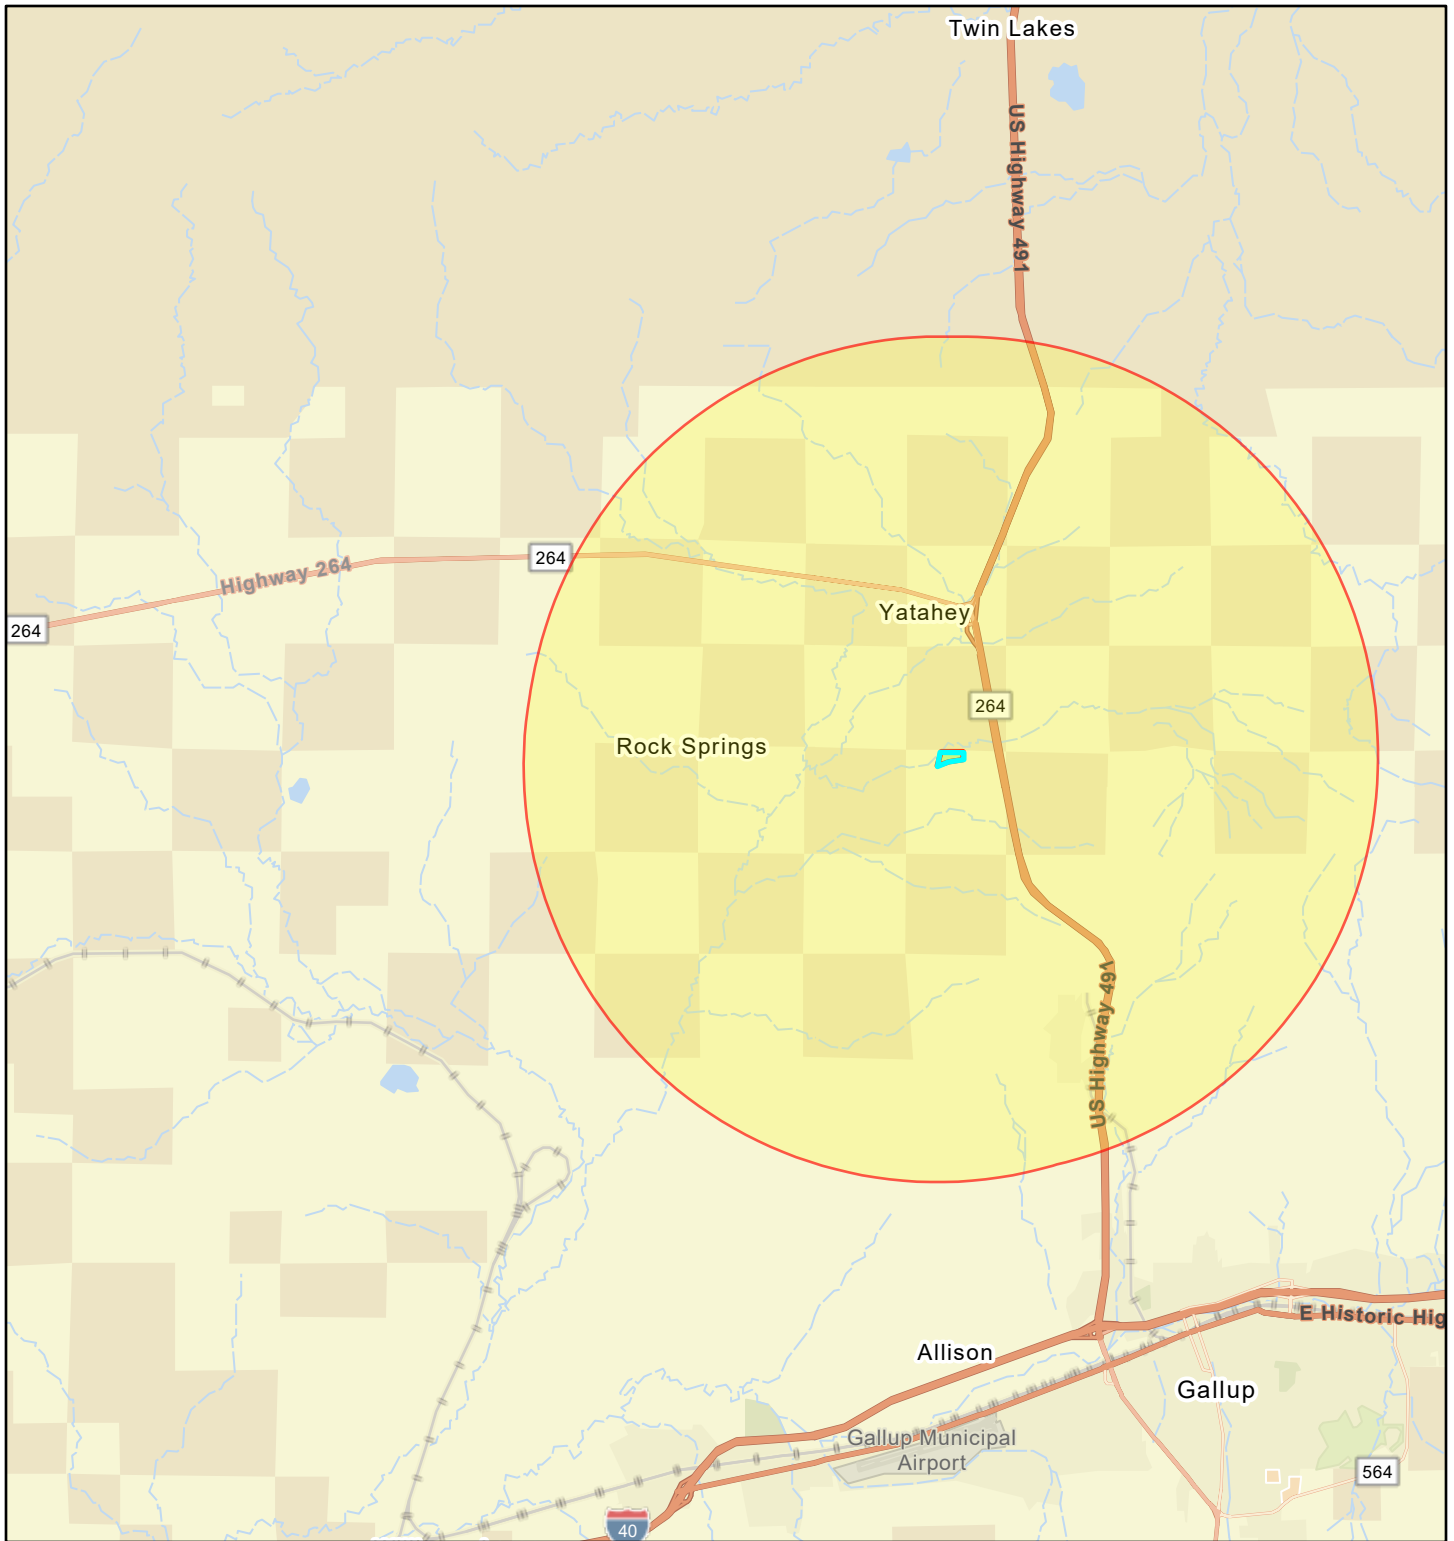 Twin Lakes
US Highway 491
264
Highway 264
264
Yatahey
264
Rock Springs
US Highway 491
E Historic Hig
Allison
Gallup
Gallup Municipal
Airport
564
40